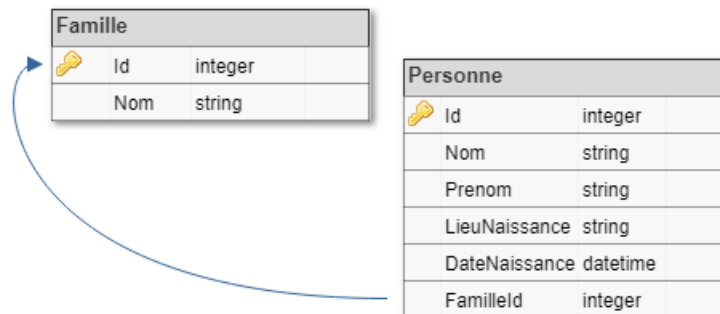 Famille
Id integer
Nom string
Personne
Id integer
Nom string
Prenom string
LieuNaissance string
DateNaissance datetime
FamilleId integer